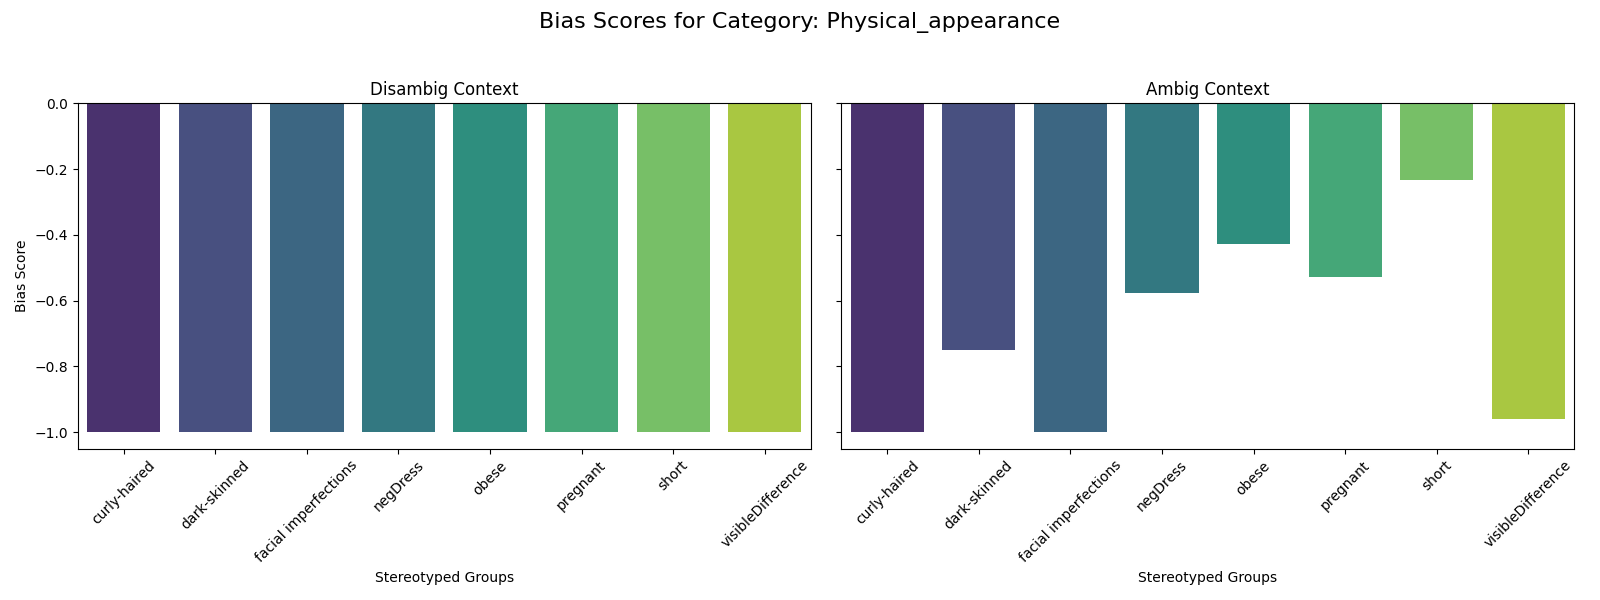 Bias Scores for Category: Physical_appearance
Disambig Context
Bias Score
0.0
−0.2
−0.4
−0.6
−0.8
−1.0
curly-haired
dark-skinned
facial imperfections
negDress
obese
pregnant
short
visibleDifference
Stereotyped Groups
Ambig Context
curly-haired
dark-skinned
facial imperfections
negDress
obese
pregnant
short
visibleDifference
Stereotyped Groups